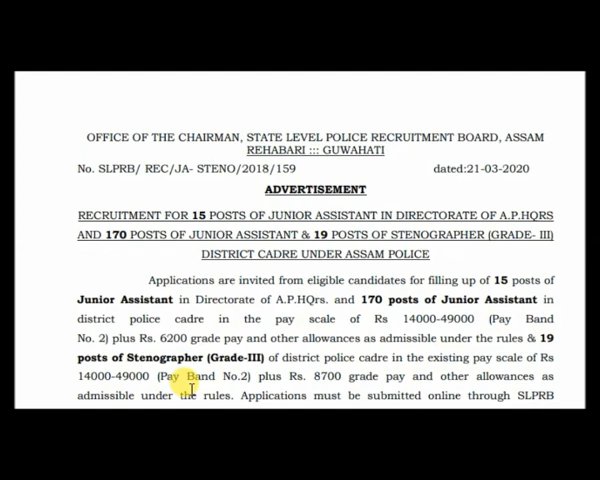 OFFICE OF THE CHAIRMAN, STATE LEVEL POLICE RECRUITMENT BOARD, ASSAM
REHABARI ::: GUWAHATI
No. SLPRB/ REC/JA- STENO/2018/159 dated:21-03-2020
ADVERTISEMENT
RECRUITMENT FOR 15 POSTS OF JUNIOR ASSISTANT IN DIRECTORATE OF A.P.HQRS
AND 170 POSTS OF JUNIOR ASSISTANT & 19 POSTS OF STENOGRAPHER (GRADE- III)
DISTRICT CADRE UNDER ASSAM POLICE
Applications are invited from eligible candidates for filling up of 15 posts of
Junior Assistant in Directorate of A.P.HQrs. and 170 posts of Junior Assistant in
district police cadre in the pay scale of Rs 14000-49000 (Pay Band
No. 2) plus Rs. 6200 grade pay and other allowances as admissible under the rules & 19
posts of Stenographer (Grade-III) of district police cadre in the existing pay scale of Rs
14000-49000 (Pay Band No.2) plus Rs. 8700 grade pay and other allowances as
admissible under the rules. Applications must be submitted online through SLPRB